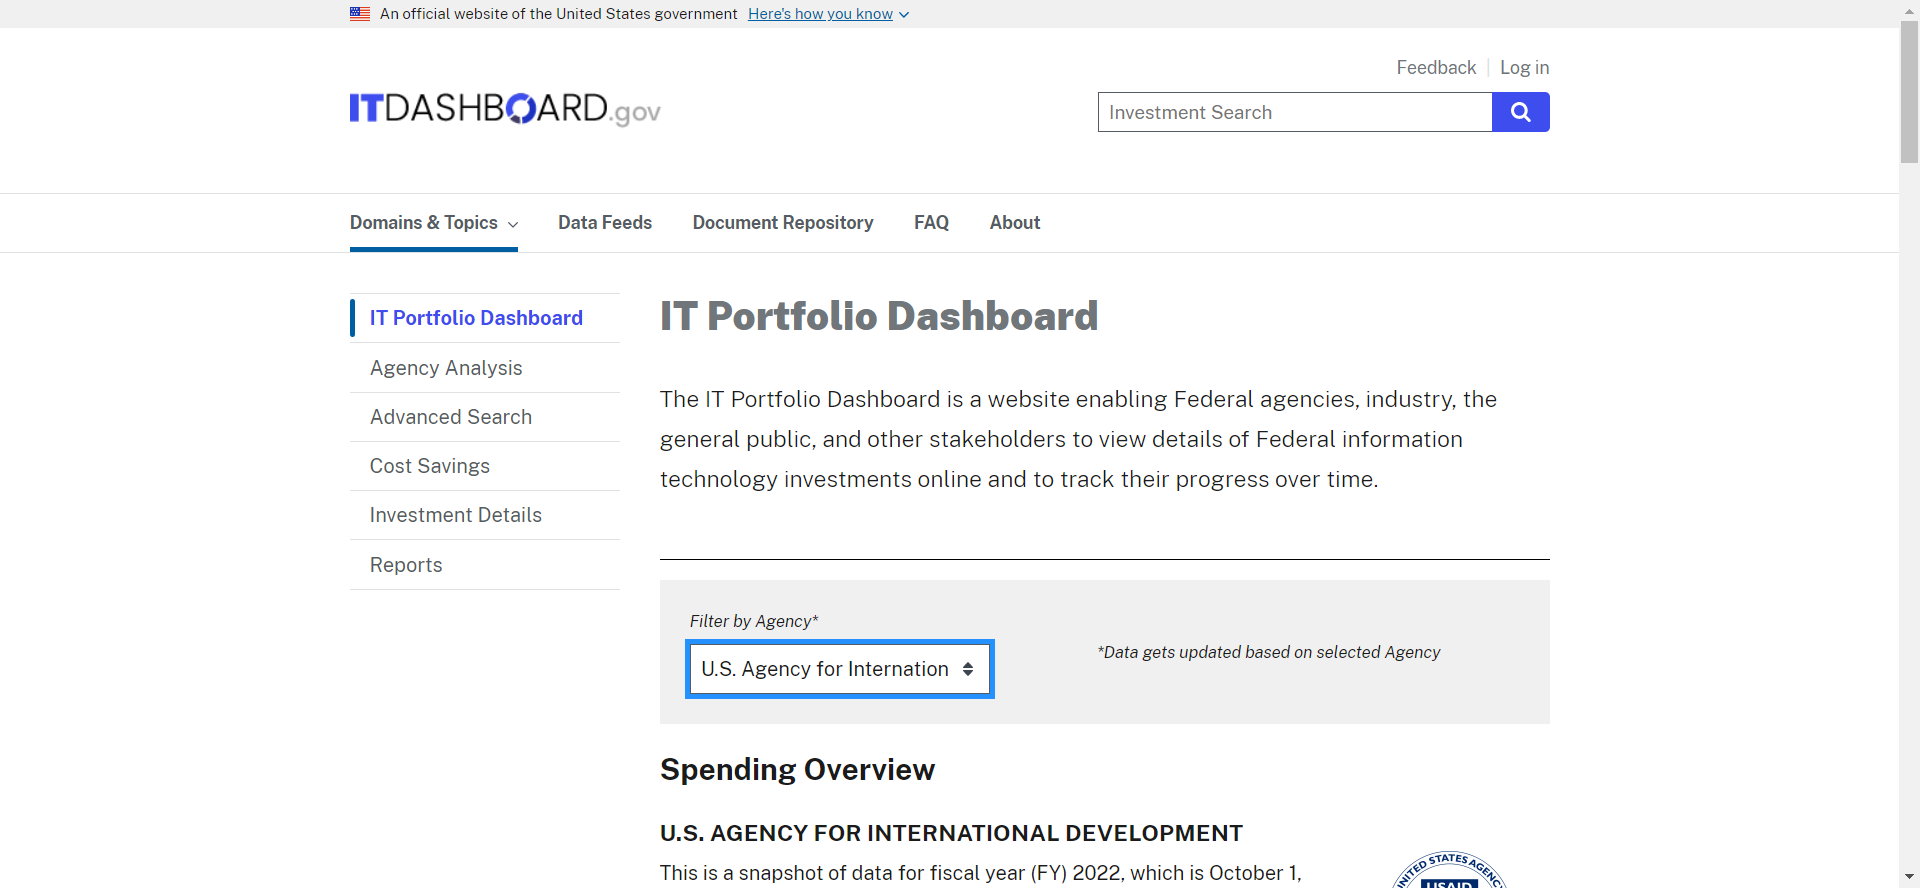 An official website of the United States government Here's how you know
Feedback Log in
ITDASHBOARD.gov
Investment Search
Domains & Topics Data Feeds Document Repository FAQ About
IT Portfolio Dashboard
Agency Analysis
Advanced Search
Cost Savings
Investment Details
Reports
IT Portfolio Dashboard
The IT Portfolio Dashboard is a website enabling Federal agencies, industry, the
general public, and other stakeholders to view details of Federal information
technology investments online and to track their progress over time.
Filter by Agency*
U.S. Agency for Internation
*Data gets updated based on selected Agency
Spending Overview
U.S. AGENCY FOR INTERNATIONAL DEVELOPMENT
This is a snapshot of data for fiscal year (FY) 2022, which is October 1,
UNITED STATES AGENC
USAID